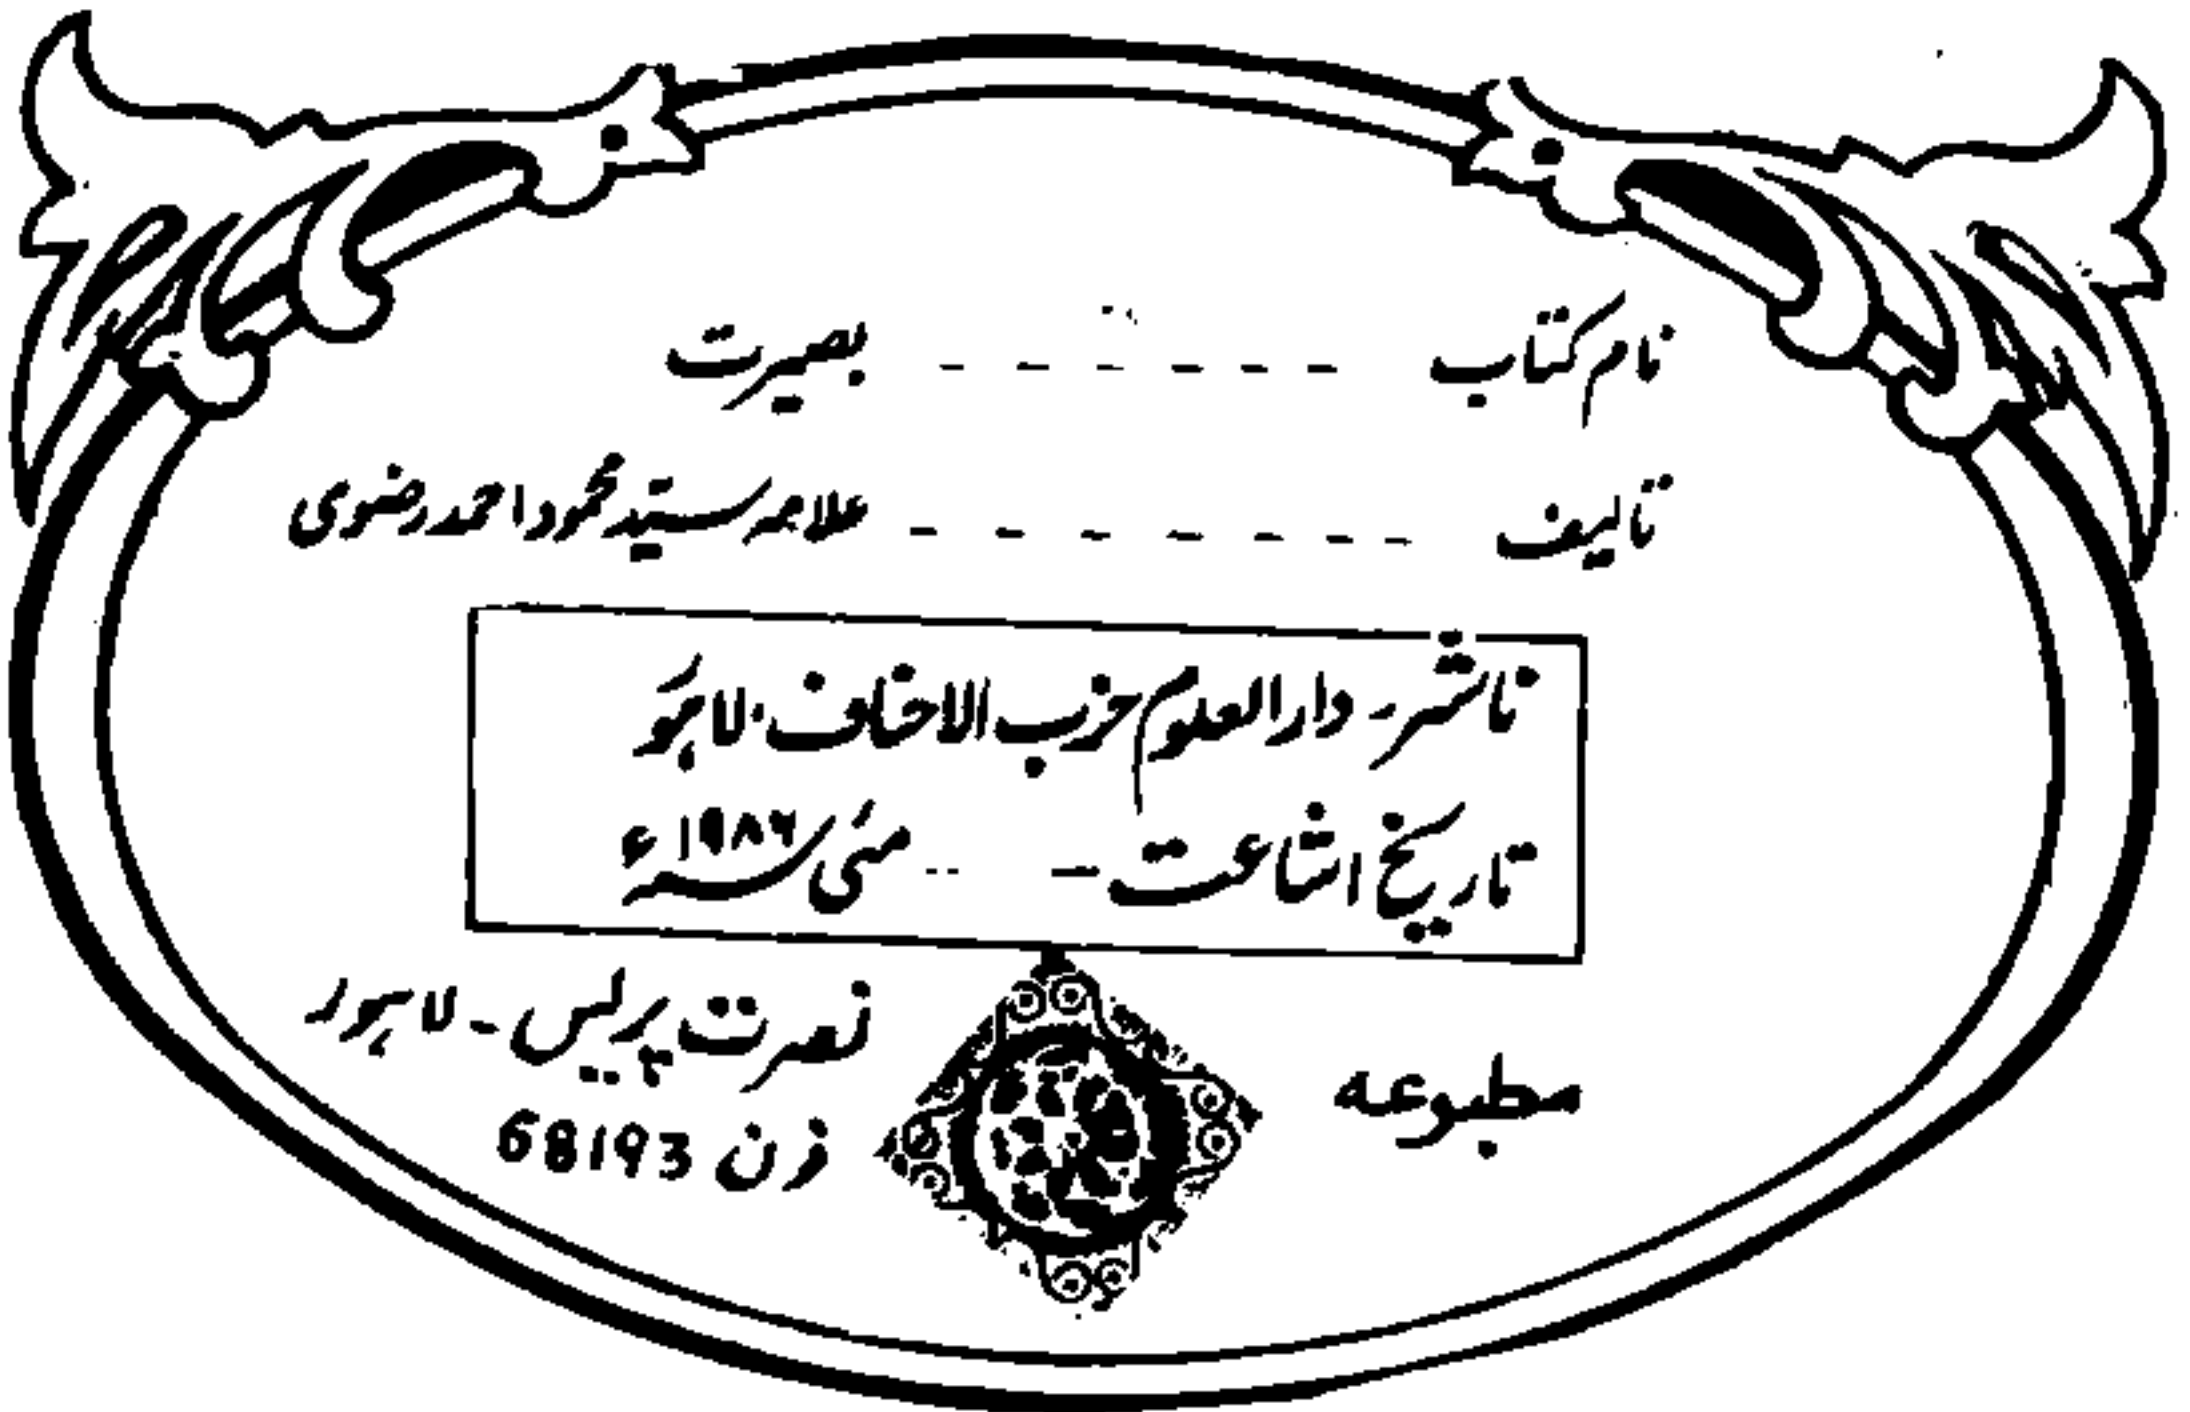 نام کتاب ------ بصیرت
تالیف ------- علامہ سید محمود احمد رضوی
ناشر - دارالعلوم حزب الاحناف، لاہور
تاریخ اشاعت - -- مئی ۱۹۸۶ء
مطبوعہ نصرت پریس - لاہور
فون 68193